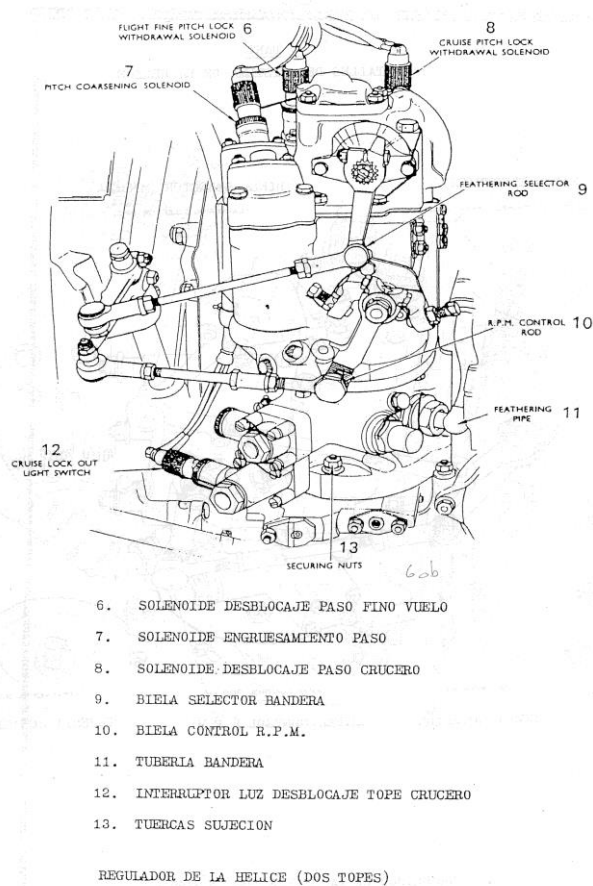 FLIGHT FINE PITCH LOCK 6
WITHDRAWAL SOLENOID
8
CRUISE PITCH LOCK
WITHDRAWAL SOLENOID
7
PITCH COARSENING SOLENOID
FEATHERING SELECTOR 9
ROD
R.P.M. CONTROL 10
ROD
FEATHERING 11
PIPE
12
CRUISE LOCK OUT
LIGHT SWITCH
13
SECURING NUTS
6. SOLENOIDE DESBLOCAJE PASO FINO VUELO
7. SOLENOIDE ENGRUESAMIENTO PASO
8. SOLENOIDE DESBLOCAJE PASO CRUCERO
9. BIELA SELECTOR BANDERA
10. BIELA CONTROL R.P.M.
11. TUBERIA BANDERA
12. INTERRUPTOR LUZ DESBLOCAJE TOPE CRUCERO
13. TUERCAS SUJECION
REGULADOR DE LA HELICE (DOS TOPES)